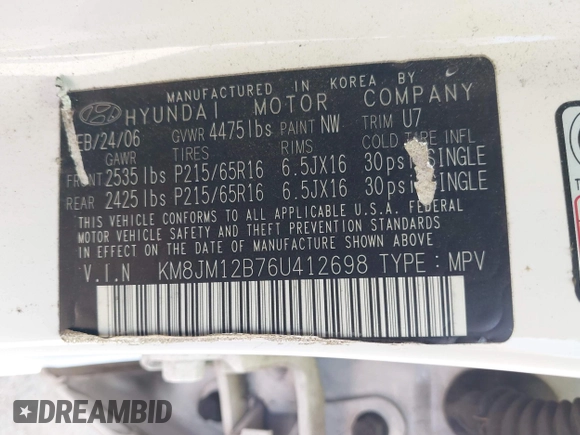 MANUFACTURED IN KOREA BY
HYUNDAI MOTOR COMPANY
FEB/24/06 GVWR 4475lbs PAINT NW TRIM U7
GAWR TIRES RIMS COLD TIRE INFL
FRONT 2535 lbs P215/65R16 6.5JX16 30psi SINGLE
REAR 2425 lbs P215/65R16 6.5JX16 30psi SINGLE
THIS VEHICLE CONFORMS TO ALL APPLICABLE U.S.A. FEDERAL
MOTOR VEHICLE SAFETY AND THEFT PREVENTION STANDARDS
IN EFFECT ON THE DATE OF MANUFACTURE SHOWN ABOVE
V.I.N KM8JM12B76U412698 TYPE: MPV
DREAMBID